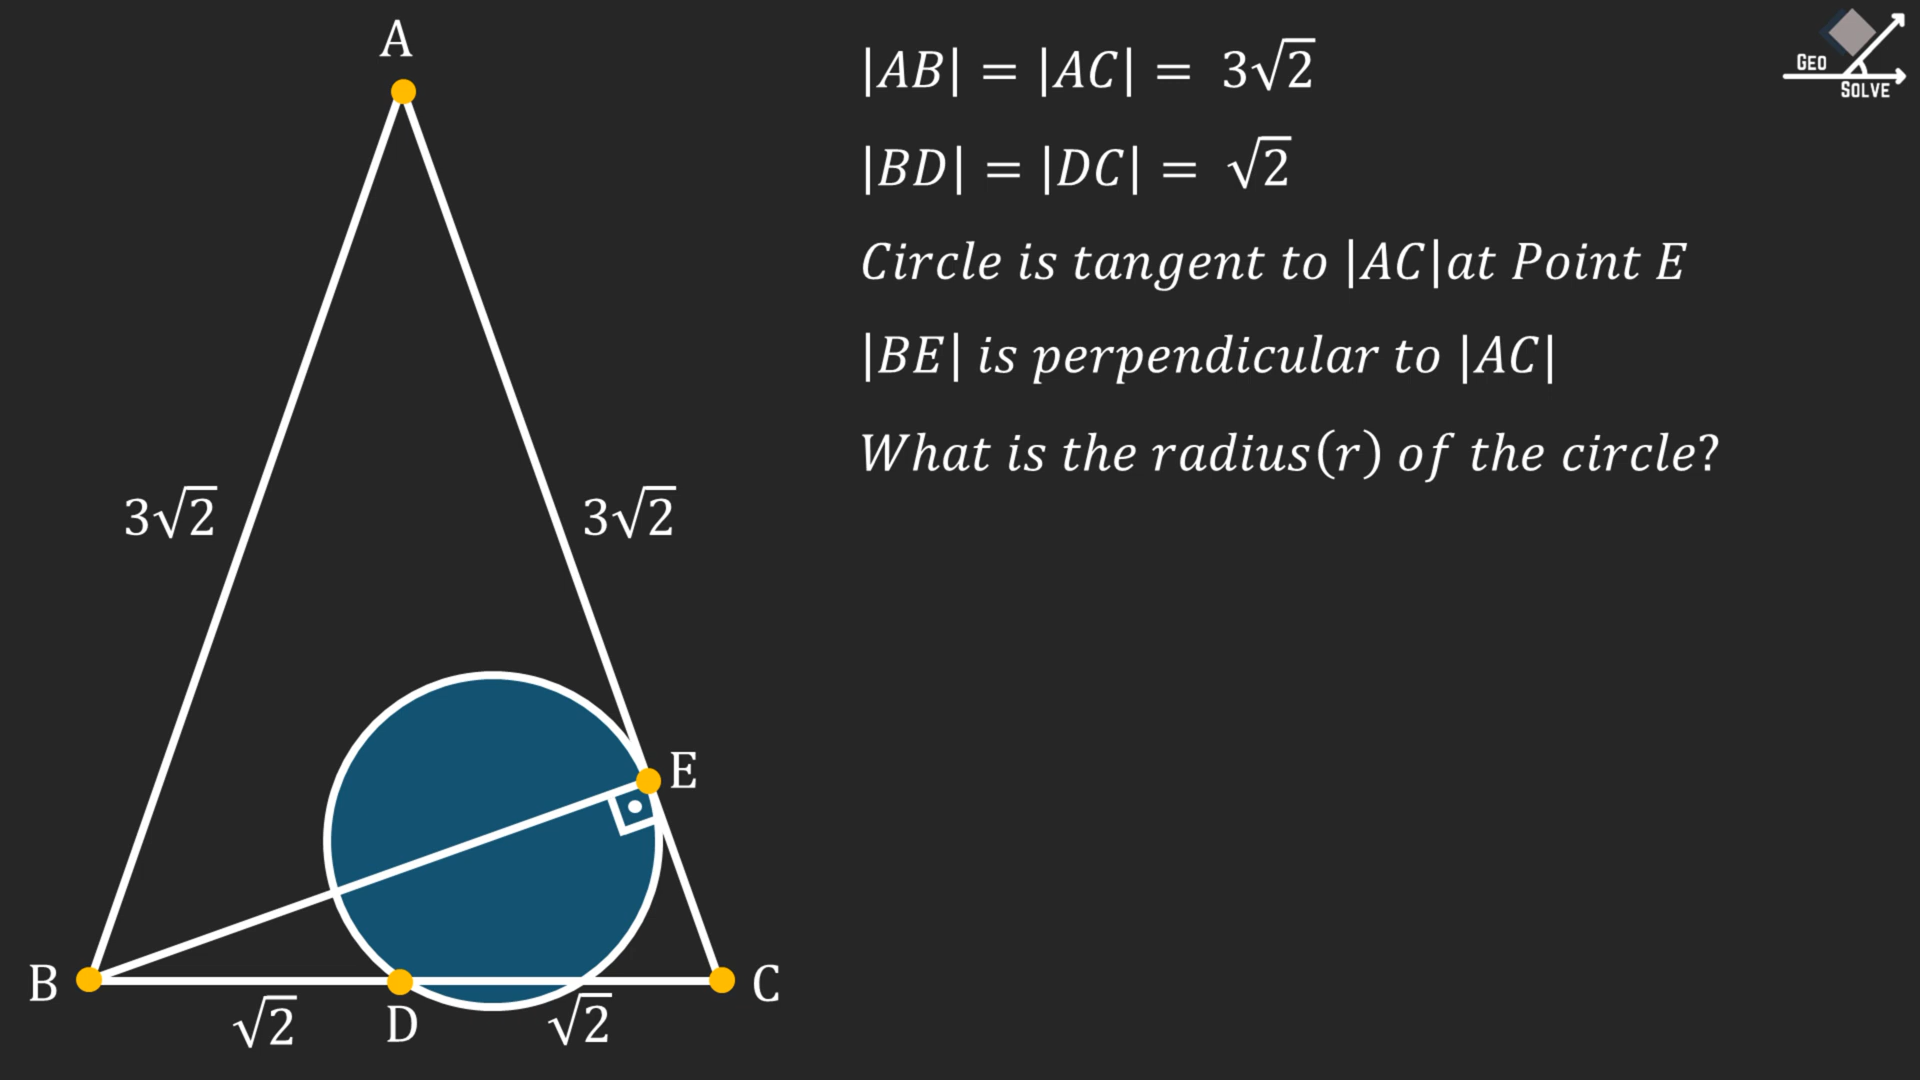 A
|AB| = |AC| = 3√2
GEO
SOLVE
|BD| = |DC| = √2
Circle is tangent to |AC|at Point E
|BE| is perpendicular to |AC|
What is the radius(r) of the circle?
3√2
3√2
E
B
C
√2
D
√2